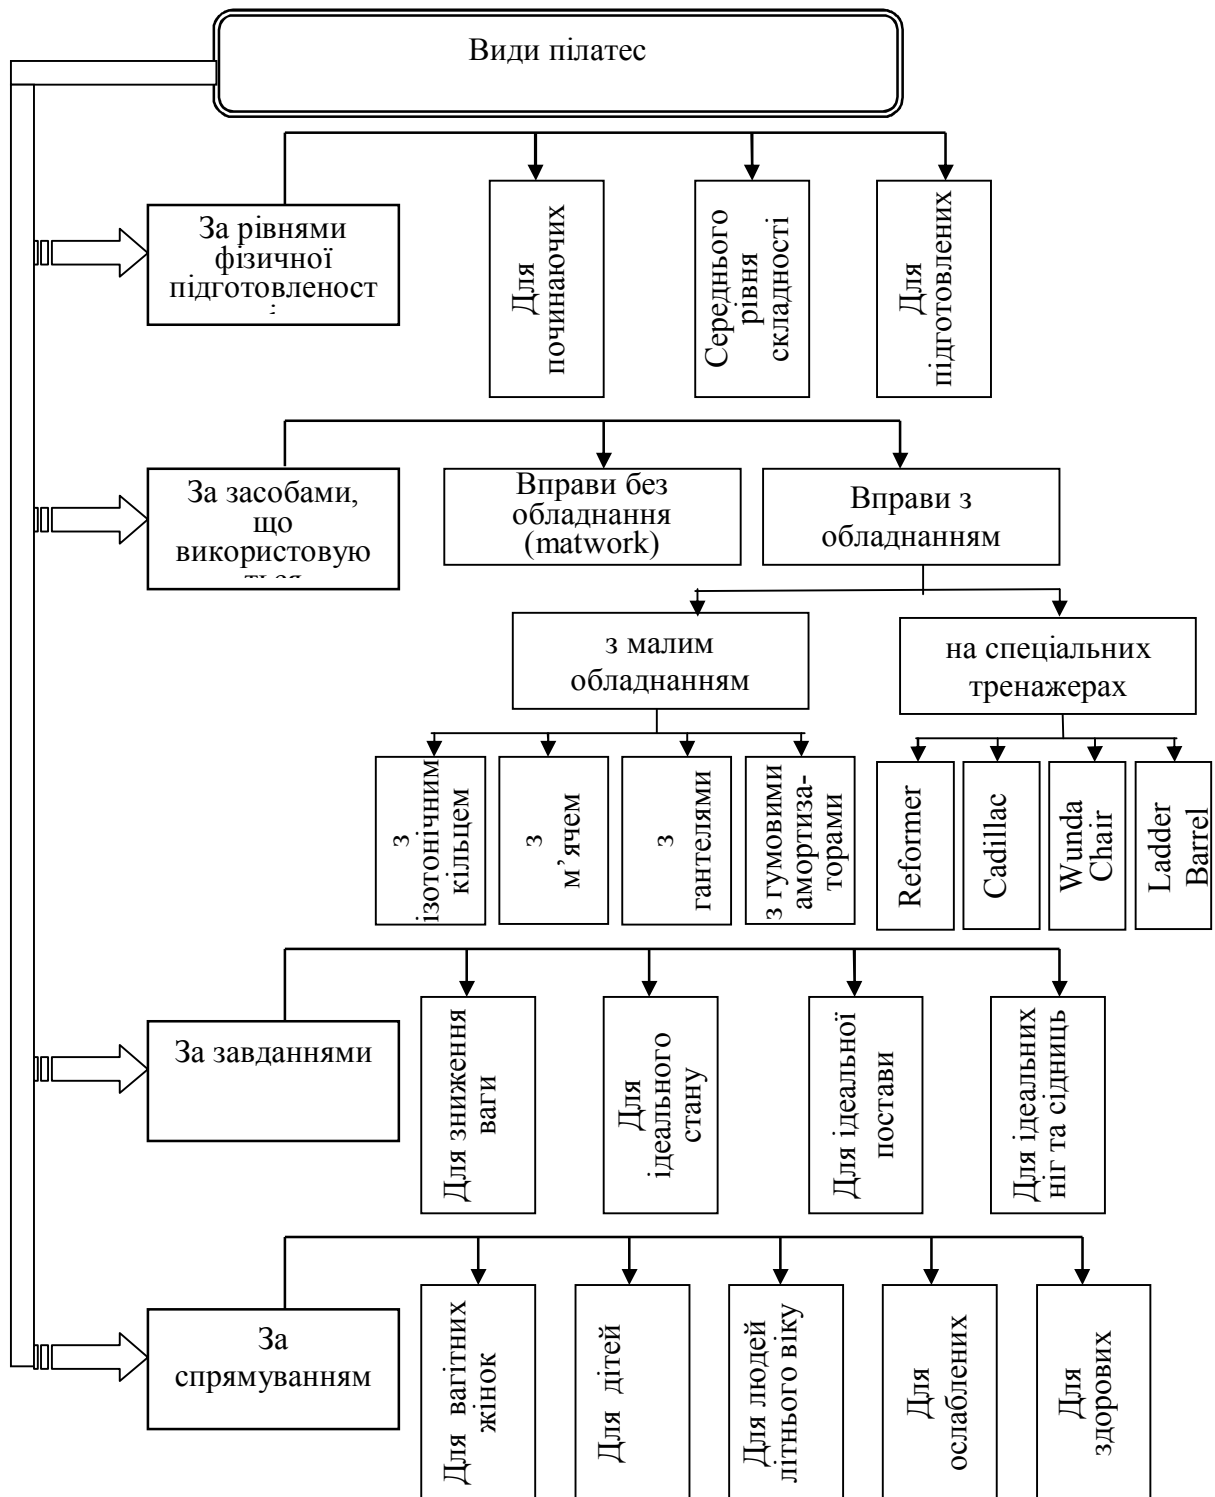 Види пілатес
За рівнями
фізичної
підготовленост
і
Для
починаючих
Середнього
рівня
складності
Для
підготовлених
За засобами,
що
використовую
ться
Вправи без
обладнання
(matwork)
Вправи з
обладнанням
з малим
обладнанням
на спеціальних
тренажерах
з
ізотонічним
кільцем
з
м’ячем
з
гантелями
з гумовими
амортиза-
торами
Reformer
Cadillac
Wunda
Chair
Ladder
Barrel
За завданнями
Для зниження
ваги
Для
ідеального
стану
Для ідеальної
постави
Для ідеальних
ніг та сідниць
За
спрямуванням
Для вагітних
жінок
Для дітей
Для людей
літнього віку
Для
ослаблених
Для
здорових